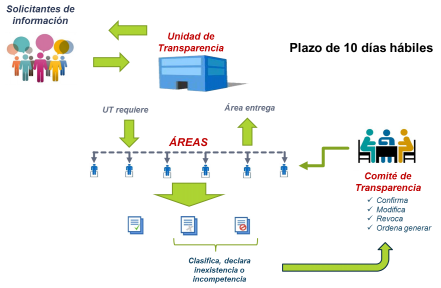 Solicitantes de
información
Unidad de
Transparencia
Plazo de 10 días hábiles
UT requiere
Área entrega
ÁREAS
Comité de
Transparencia
✓ Confirma
✓ Modifica
✓ Revoca
✓ Ordena generar
Clasifica, declara
inexistencia o
incompetencia